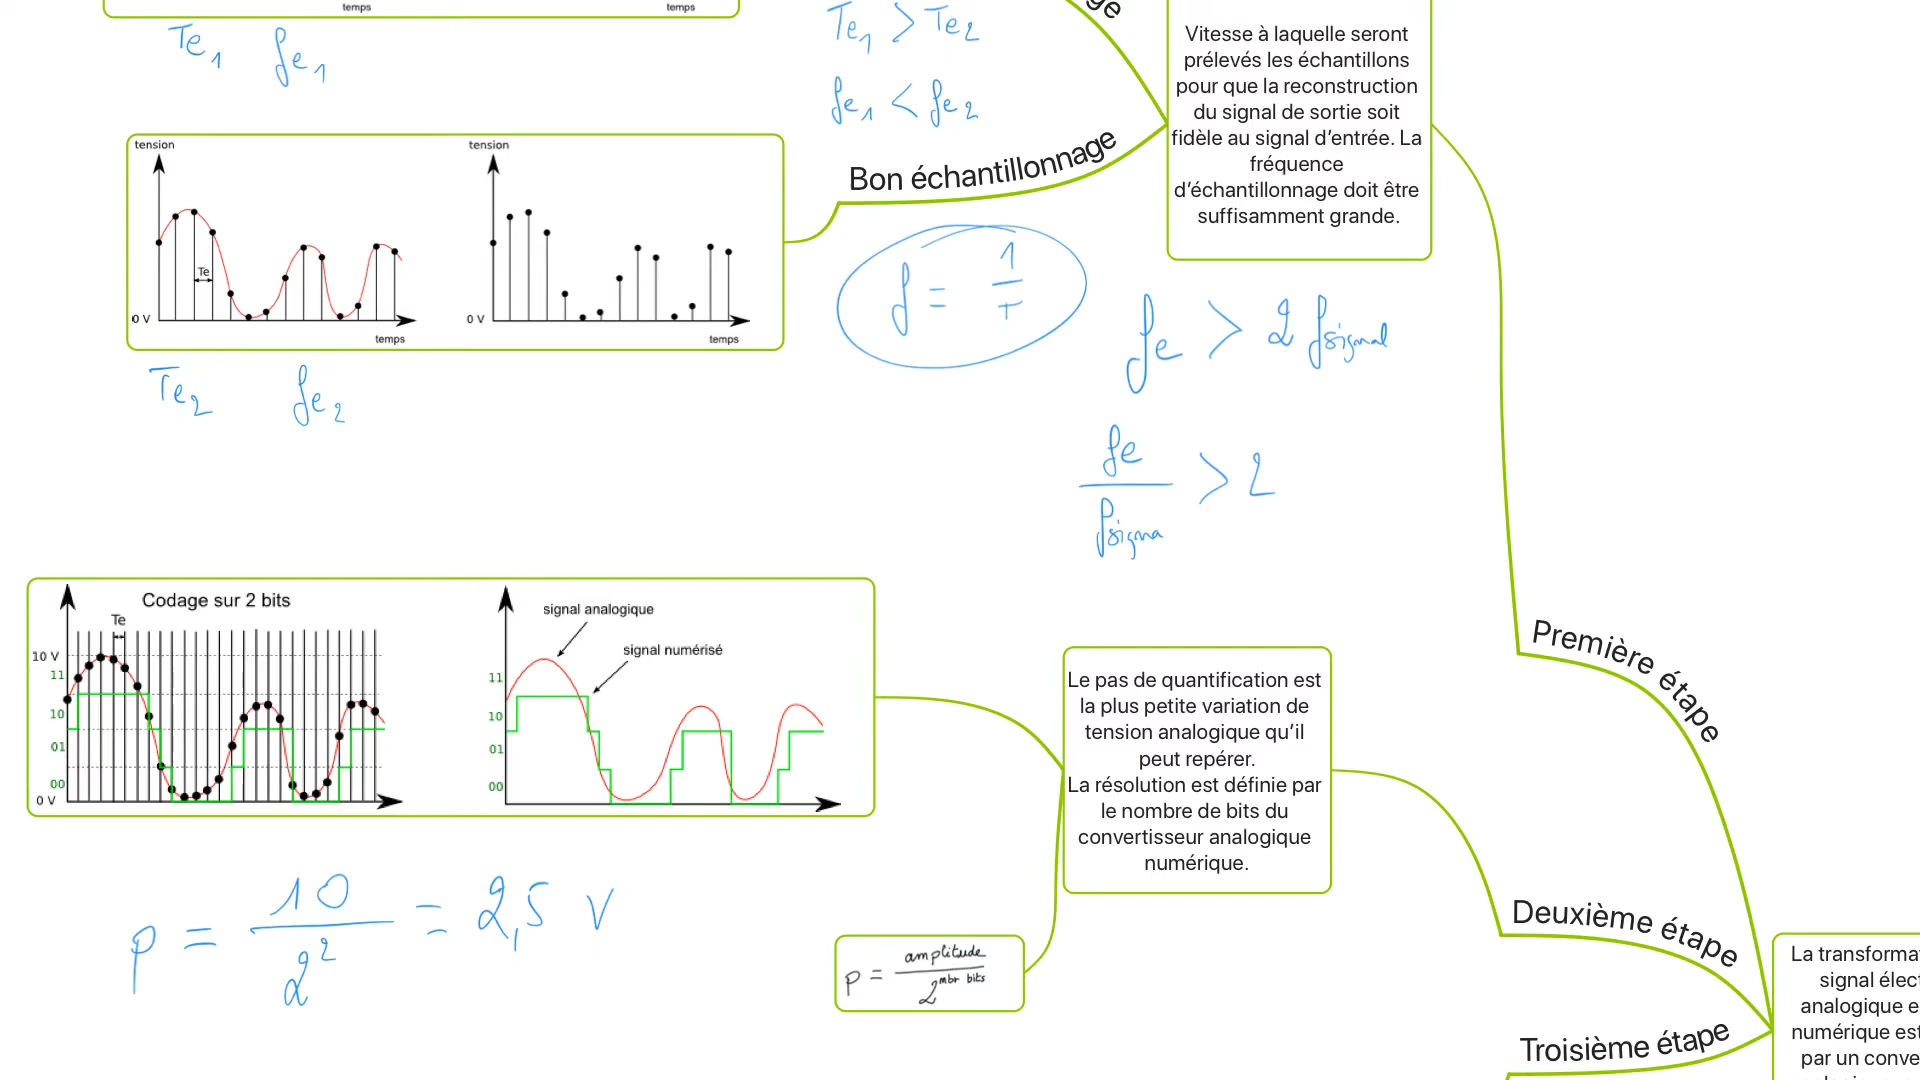 temps
temps
Te1 fe1
Te1 > Te2
fe1 < fe2
Vitesse à laquelle seront
prélevés les échantillons
pour que la reconstruction
du signal de sortie soit
fidèle au signal d'entrée. La
fréquence
d'échantillonnage doit être
suffisamment grande.
Bon échantillonnage
tension
Te
0 V
temps
tension
0 V
temps
Te2 fe2
f = 1/T
fe > 2 fsignal
fe/fsigna > 2
Première étape
Codage sur 2 bits
Te
10 V
11
10
01
00
0 V
signal analogique
signal numérisé
11
10
01
00
Le pas de quantification est
la plus petite variation de
tension analogique qu'il
peut repérer.
La résolution est définie par
le nombre de bits du
convertisseur analogique
numérique.
p = 10/2² = 2,5 V
p = amplitude/2^nbr bits
Deuxième étape
Troisième étape
La transforma
signal élec
analogique e
numérique est
par un conve